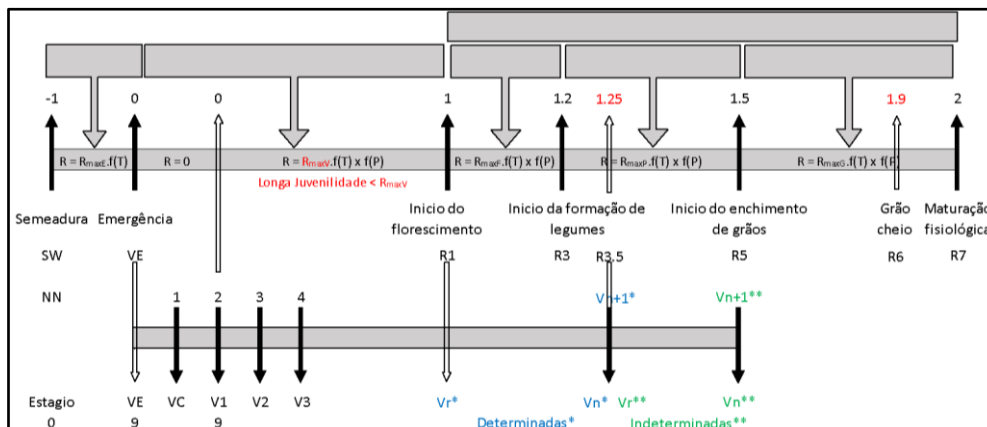 -1 0 0 1 1.2 1.25 1.5 1.9 2
R = RmaxE.f(T) R = 0 R = RmaxV.f(T) x f(P) R = RmaxF.f(T) x f(P) R = RmaxP.f(T) x f(P) R = RmaxG.f(T) x f(P)
Longa Juvenilidade < RmaxV
Semeadura Emergência Inicio do Inicio da formação de Inicio do enchimento Grão Maturação
florescimento legumes de grãos cheio fisiológica
SW VE R1 R3 R3.5 R5 R6 R7
NN 1 2 3 4 Vn+1* Vn+1**
Estagio VE VC V1 V2 V3 Vr* Vn* Vr** Vn**
0 9 9 Determinadas* Indeterminadas**